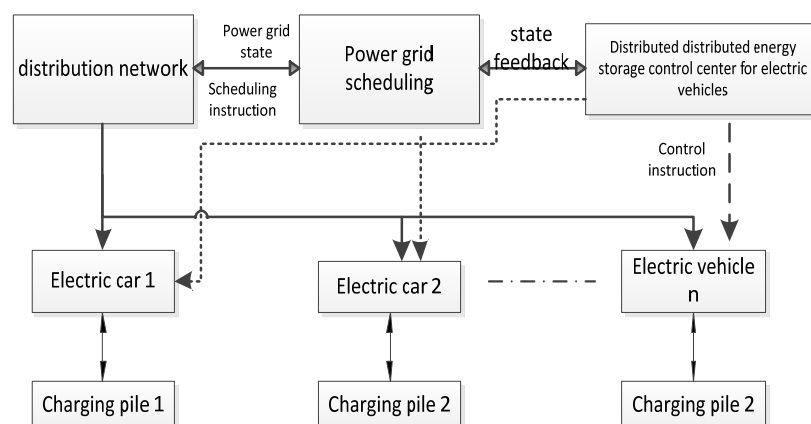 distribution network
Power grid
state
Scheduling
instruction
Power grid
scheduling
state
feedback
Distributed distributed energy
storage control center for electric
vehicles
Control
instruction
Electric car 1
Electric car 2
Electric vehicle
n
Charging pile 1
Charging pile 2
Charging pile 2